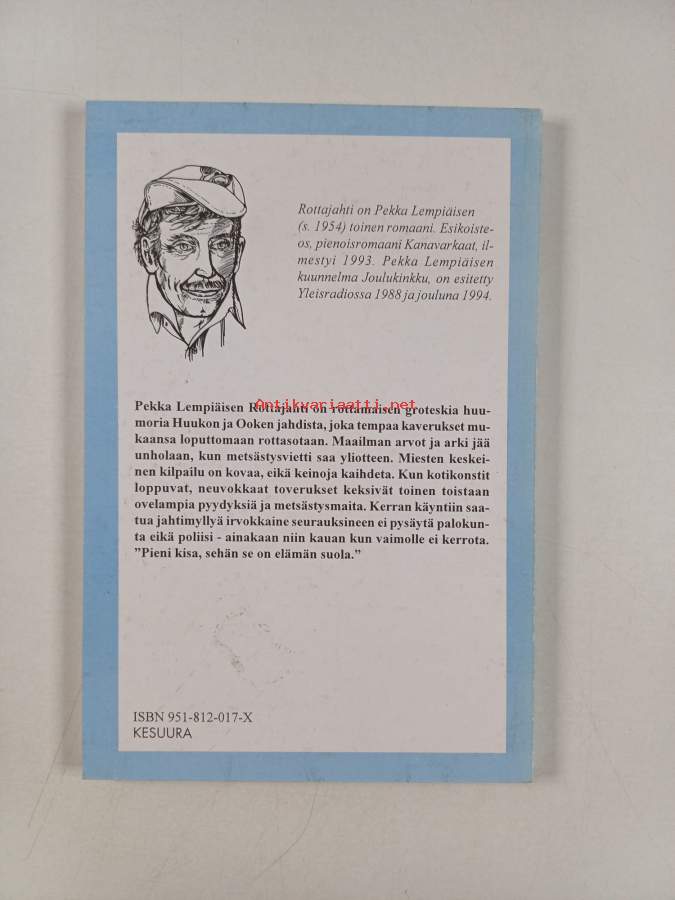 Rottajahti on Pekka Lempiäisen
(s. 1954) toinen romaani. Esikoiste-
os, pienoisromaani Kanavarkaat, il-
mestyi 1993. Pekka Lempiäisen
kuunnelma Joulukinkku, on esitetty
Yleisradiossa 1988 ja jouluna 1994.
Antikvariaatti.net
Pekka Lempiäisen Rottajahti on rottamaisen groteskia huu-
moria Huukon ja Ooken jahdista, joka tempaa kaverukset mu-
kaansa loputtomaan rottasotaan. Maailman arvot ja arki jää
unholaan, kun metsästysvietti saa yliotteen. Miesten keskei-
nen kilpailu on kovaa, eikä keinoja kaihdeta. Kun kotikonstit
loppuvat, neuvokkaat toverukset keksivät toinen toistaan
ovelampia pyydyksiä ja metsästysmaita. Kerran käyntiin saa-
tua jahtimyllyä irvokkaine seurauksineen ei pysäytä palokun-
ta eikä poliisi - ainakaan niin kauan kun vaimolle ei kerrota.
”Pieni kisa, sehän se on elämän suola.”
ISBN 951-812-017-X
KESUURA